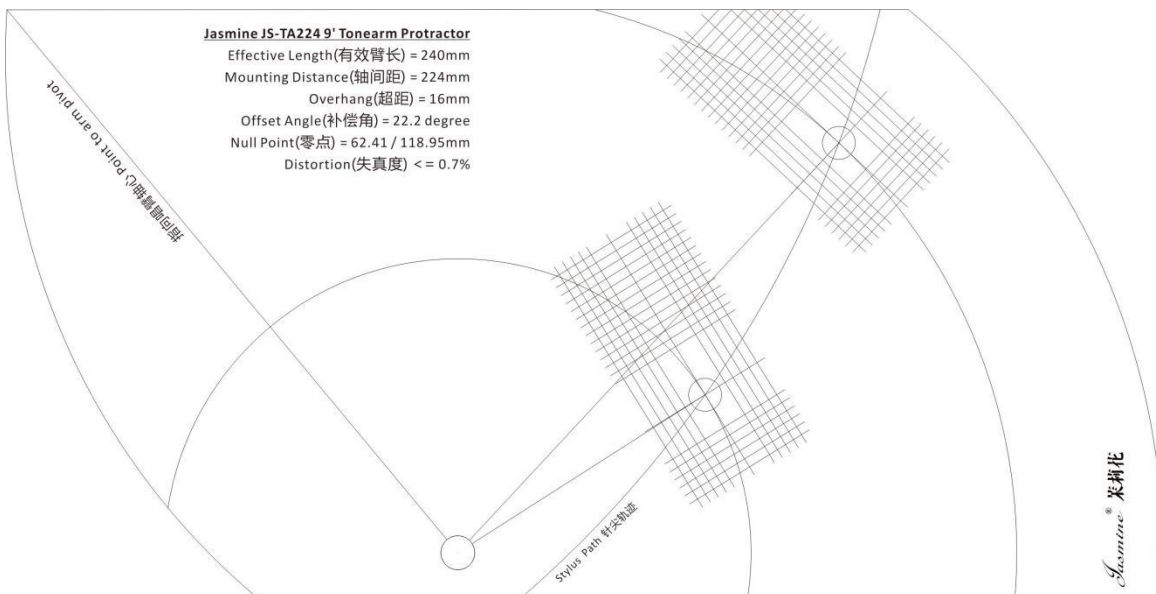 Jasmine JS-TA224 9' Tonearm Protractor
Effective Length(有效臂长) = 240mm
Mounting Distance(轴间距) = 224mm
Overhang(超距) = 16mm
Offset Angle(补偿角) = 22.2 degree
Null Point(零点) = 62.41 / 118.95mm
Distortion(失真度) <= 0.7%
指向唱臂轴心 Point to arm pivot
Stylus Path 针尖轨迹
Jasmine® 茉莉花